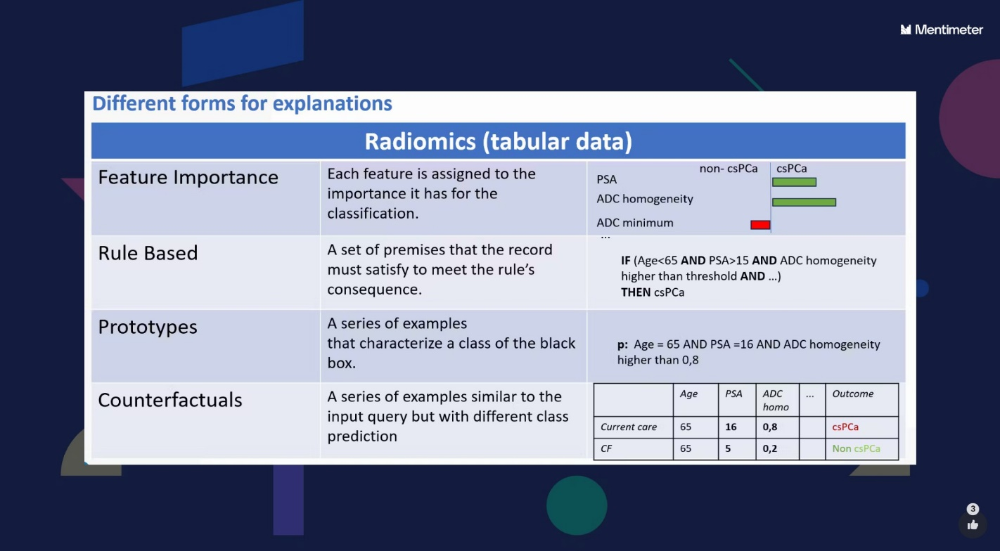 Mentimeter
Different forms for explanations
Radiomics (tabular data)
Feature Importance
Each feature is assigned to the
importance it has for the
classification.
non- csPCa
csPCa
PSA
ADC homogeneity
ADC minimum
...
Rule Based
A set of premises that the record
must satisfy to meet the rule’s
consequence.
IF (Age<65 AND PSA>15 AND ADC homogeneity
higher than threshold AND ...)
THEN csPCa
Prototypes
A series of examples
that characterize a class of the black
box.
p: Age = 65 AND PSA =16 AND ADC homogeneity
higher than 0,8
Counterfactuals
A series of examples similar to the
input query but with different class
prediction
Age PSA ADC homo ... Outcome
Current care 65 16 0,8 csPCa
CF 65 5 0,2 Non csPCa
3